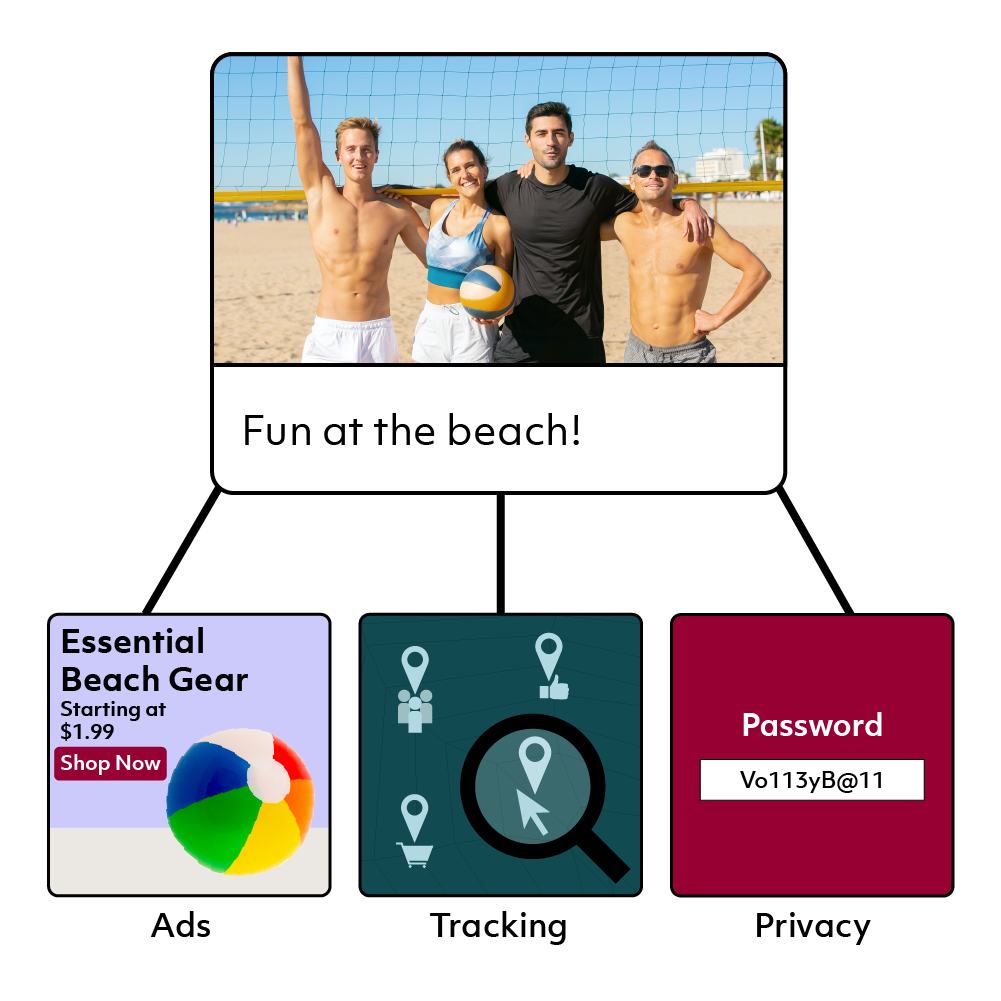 Fun at the beach!
Essential
Beach Gear
Starting at
$1.99
Shop Now
Password
Vo113yB@11
Ads
Tracking
Privacy